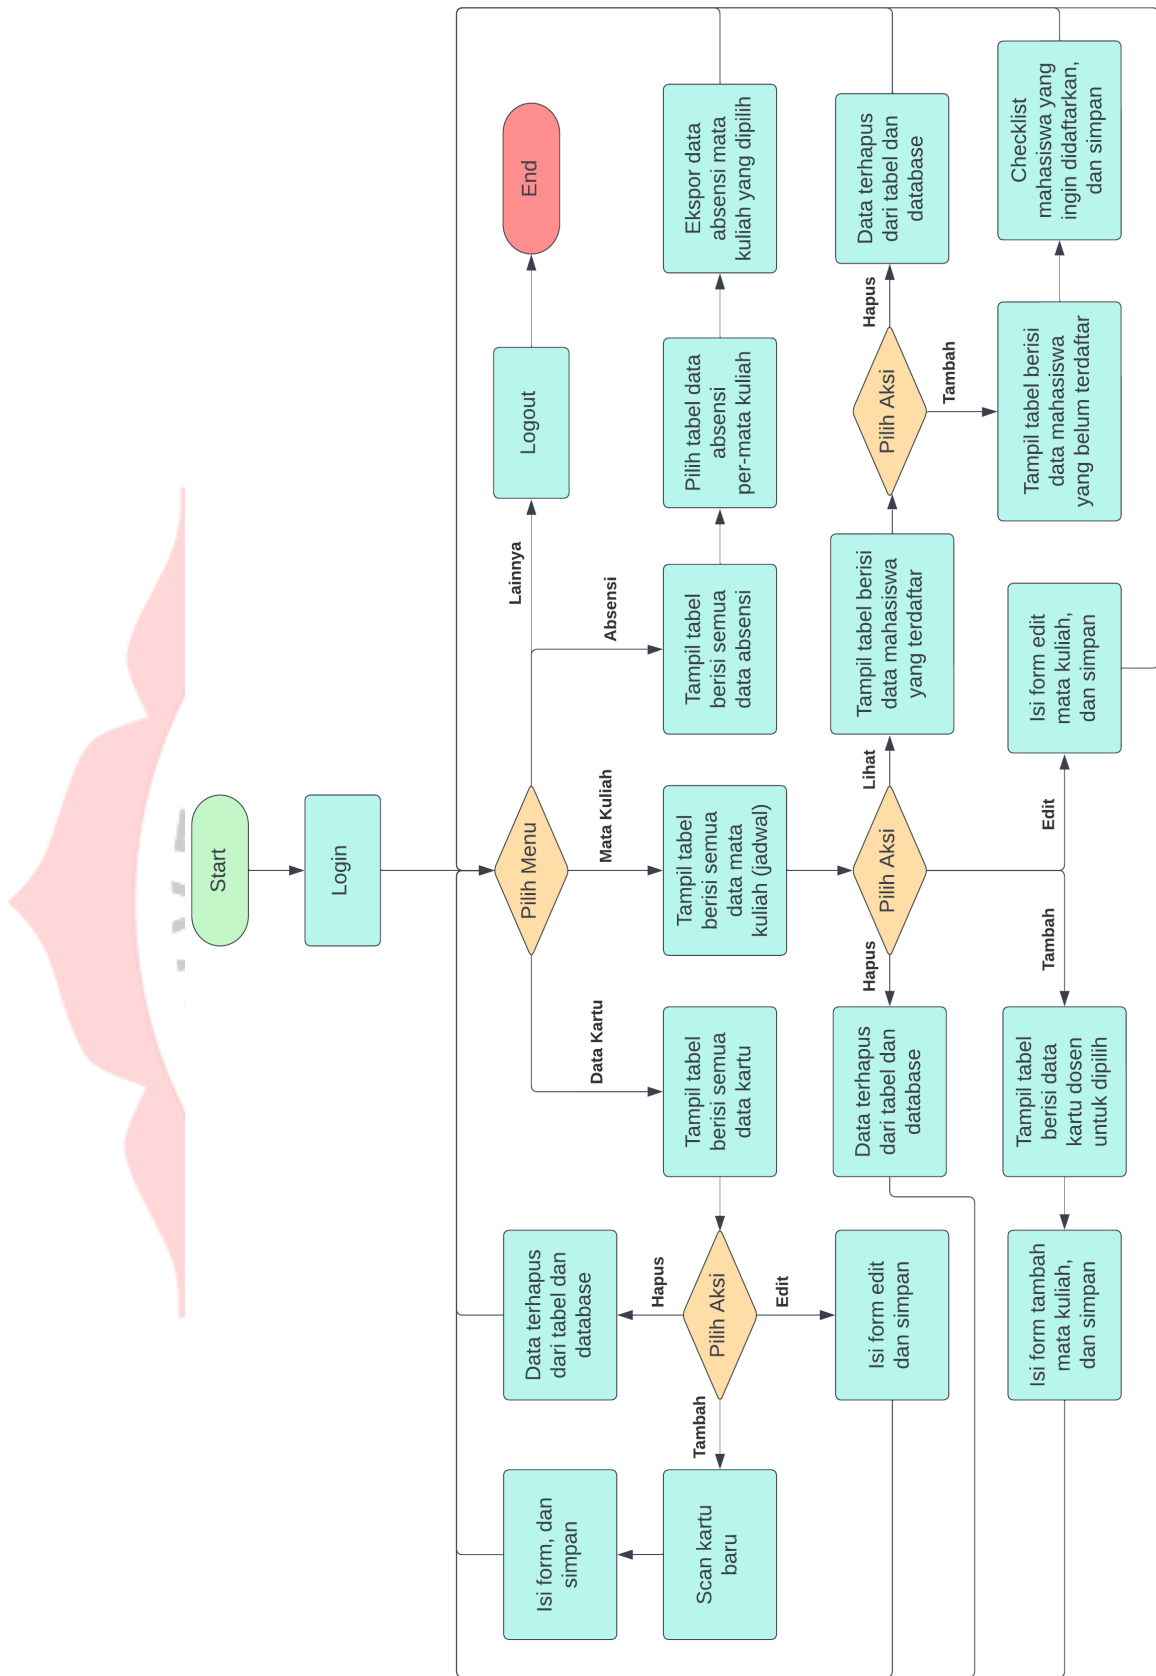 Start
Login
Pilih Menu
Data Kartu
Mata Kuliah
Absensi
Lainnya
Logout
End
Tampil tabel
berisi semua
data kartu
Pilih Aksi
Tambah
Hapus
Edit
Scan kartu
baru
Isi form, dan
simpan
Data terhapus
dari tabel dan
database
Isi form edit
dan simpan
Tampil tabel
berisi semua
data mata
kuliah (jadwal)
Pilih Aksi
Hapus
Lihat
Tambah
Edit
Data terhapus
dari tabel dan
database
Tampil tabel
berisi data
kartu dosen
untuk dipilih
Isi form tambah
mata kuliah,
dan simpan
Isi form edit
mata kuliah,
dan simpan
Tampil tabel berisi
data mahasiswa
yang terdaftar
Pilih Aksi
Hapus
Tambah
Data terhapus
dari tabel dan
database
Tampil tabel berisi
data mahasiswa
yang belum terdaftar
Checklist
mahasiswa yang
ingin didaftarkan,
dan simpan
Tampil tabel
berisi semua
data absensi
Pilih tabel data
absensi
per-mata kuliah
Ekspor data
absensi mata
kuliah yang dipilih